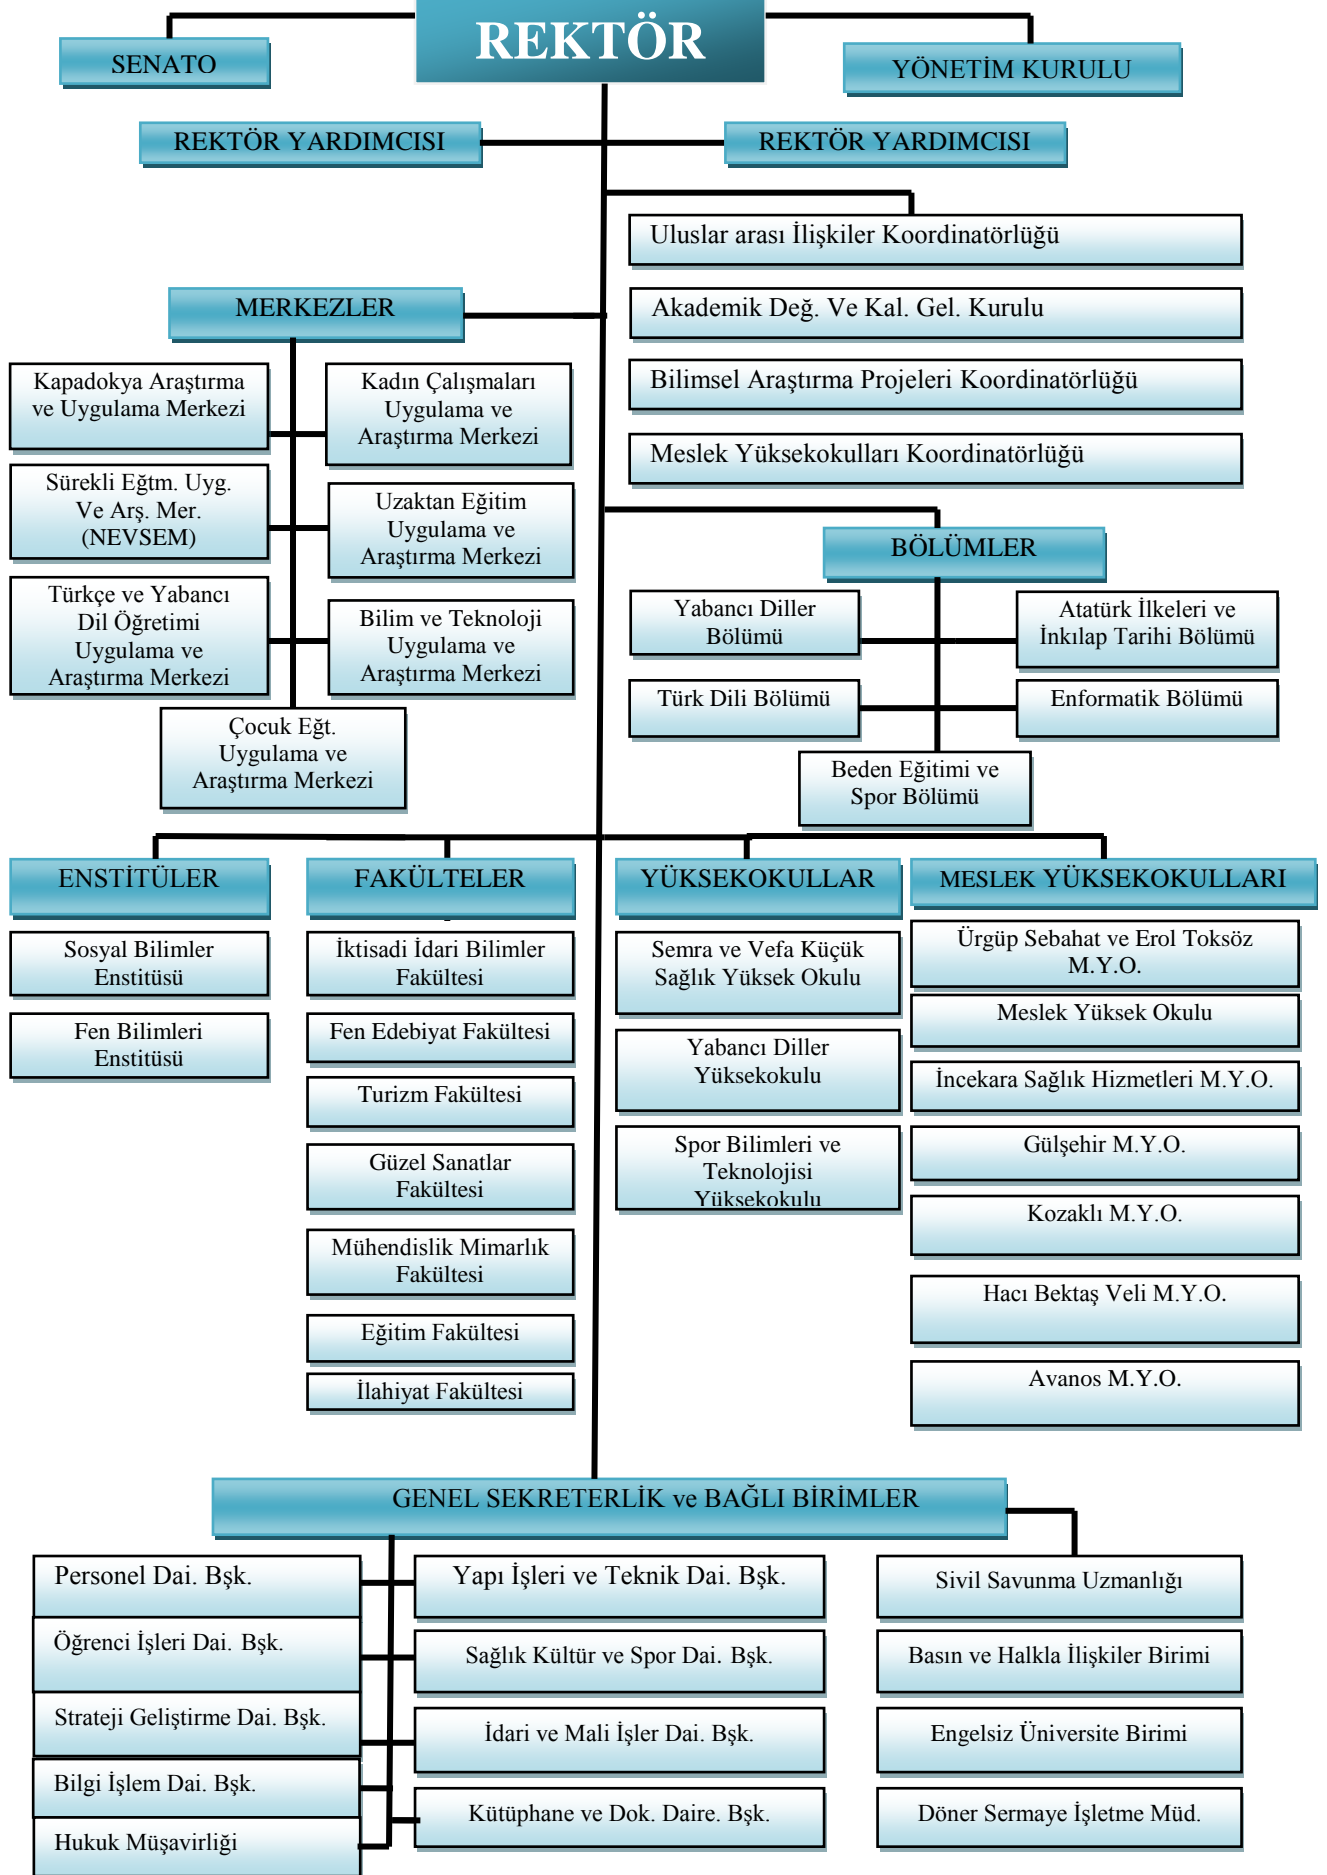 REKTÖR
SENATO
YÖNETİM KURULU
REKTÖR YARDIMCISI
REKTÖR YARDIMCISI
Uluslar arası İlişkiler Koordinatörlüğü
Akademik Değ. Ve Kal. Gel. Kurulu
Bilimsel Araştırma Projeleri Koordinatörlüğü
Meslek Yüksekokulları Koordinatörlüğü
MERKEZLER
Kapadokya Araştırma
ve Uygulama Merkezi
Kadın Çalışmaları
Uygulama ve
Araştırma Merkezi
Sürekli Eğtm. Uyg.
Ve Arş. Mer.
(NEVSEM)
Uzaktan Eğitim
Uygulama ve
Araştırma Merkezi
Türkçe ve Yabancı
Dil Öğretimi
Uygulama ve
Araştırma Merkezi
Bilim ve Teknoloji
Uygulama ve
Araştırma Merkezi
Çocuk Eğt.
Uygulama ve
Araştırma Merkezi
BÖLÜMLER
Yabancı Diller
Bölümü
Atatürk İlkeleri ve
İnkılap Tarihi Bölümü
Türk Dili Bölümü
Enformatik Bölümü
Beden Eğitimi ve
Spor Bölümü
ENSTİTÜLER
Sosyal Bilimler
Enstitüsü
Fen Bilimleri
Enstitüsü
FAKÜLTELER
İktisadi İdari Bilimler
Fakültesi
Fen Edebiyat Fakültesi
Turizm Fakültesi
Güzel Sanatlar
Fakültesi
Mühendislik Mimarlık
Fakültesi
Eğitim Fakültesi
İlahiyat Fakültesi
YÜKSEKOKULLAR
Semra ve Vefa Küçük
Sağlık Yüksek Okulu
Yabancı Diller
Yüksekokulu
Spor Bilimleri ve
Teknolojisi
Yüksekokulu
MESLEK YÜKSEKOKULLARI
Ürgüp Sebahat ve Erol Toksöz
M.Y.O.
Meslek Yüksek Okulu
İncekara Sağlık Hizmetleri M.Y.O.
Gülşehir M.Y.O.
Kozaklı M.Y.O.
Hacı Bektaş Veli M.Y.O.
Avanos M.Y.O.
GENEL SEKRETERLİK ve BAĞLI BİRİMLER
Personel Dai. Bşk.
Öğrenci İşleri Dai. Bşk.
Strateji Geliştirme Dai. Bşk.
Bilgi İşlem Dai. Bşk.
Hukuk Müşavirliği
Yapı İşleri ve Teknik Dai. Bşk.
Sağlık Kültür ve Spor Dai. Bşk.
İdari ve Mali İşler Dai. Bşk.
Kütüphane ve Dok. Daire. Bşk.
Sivil Savunma Uzmanlığı
Basın ve Halkla İlişkiler Birimi
Engelsiz Üniversite Birimi
Döner Sermaye İşletme Müd.